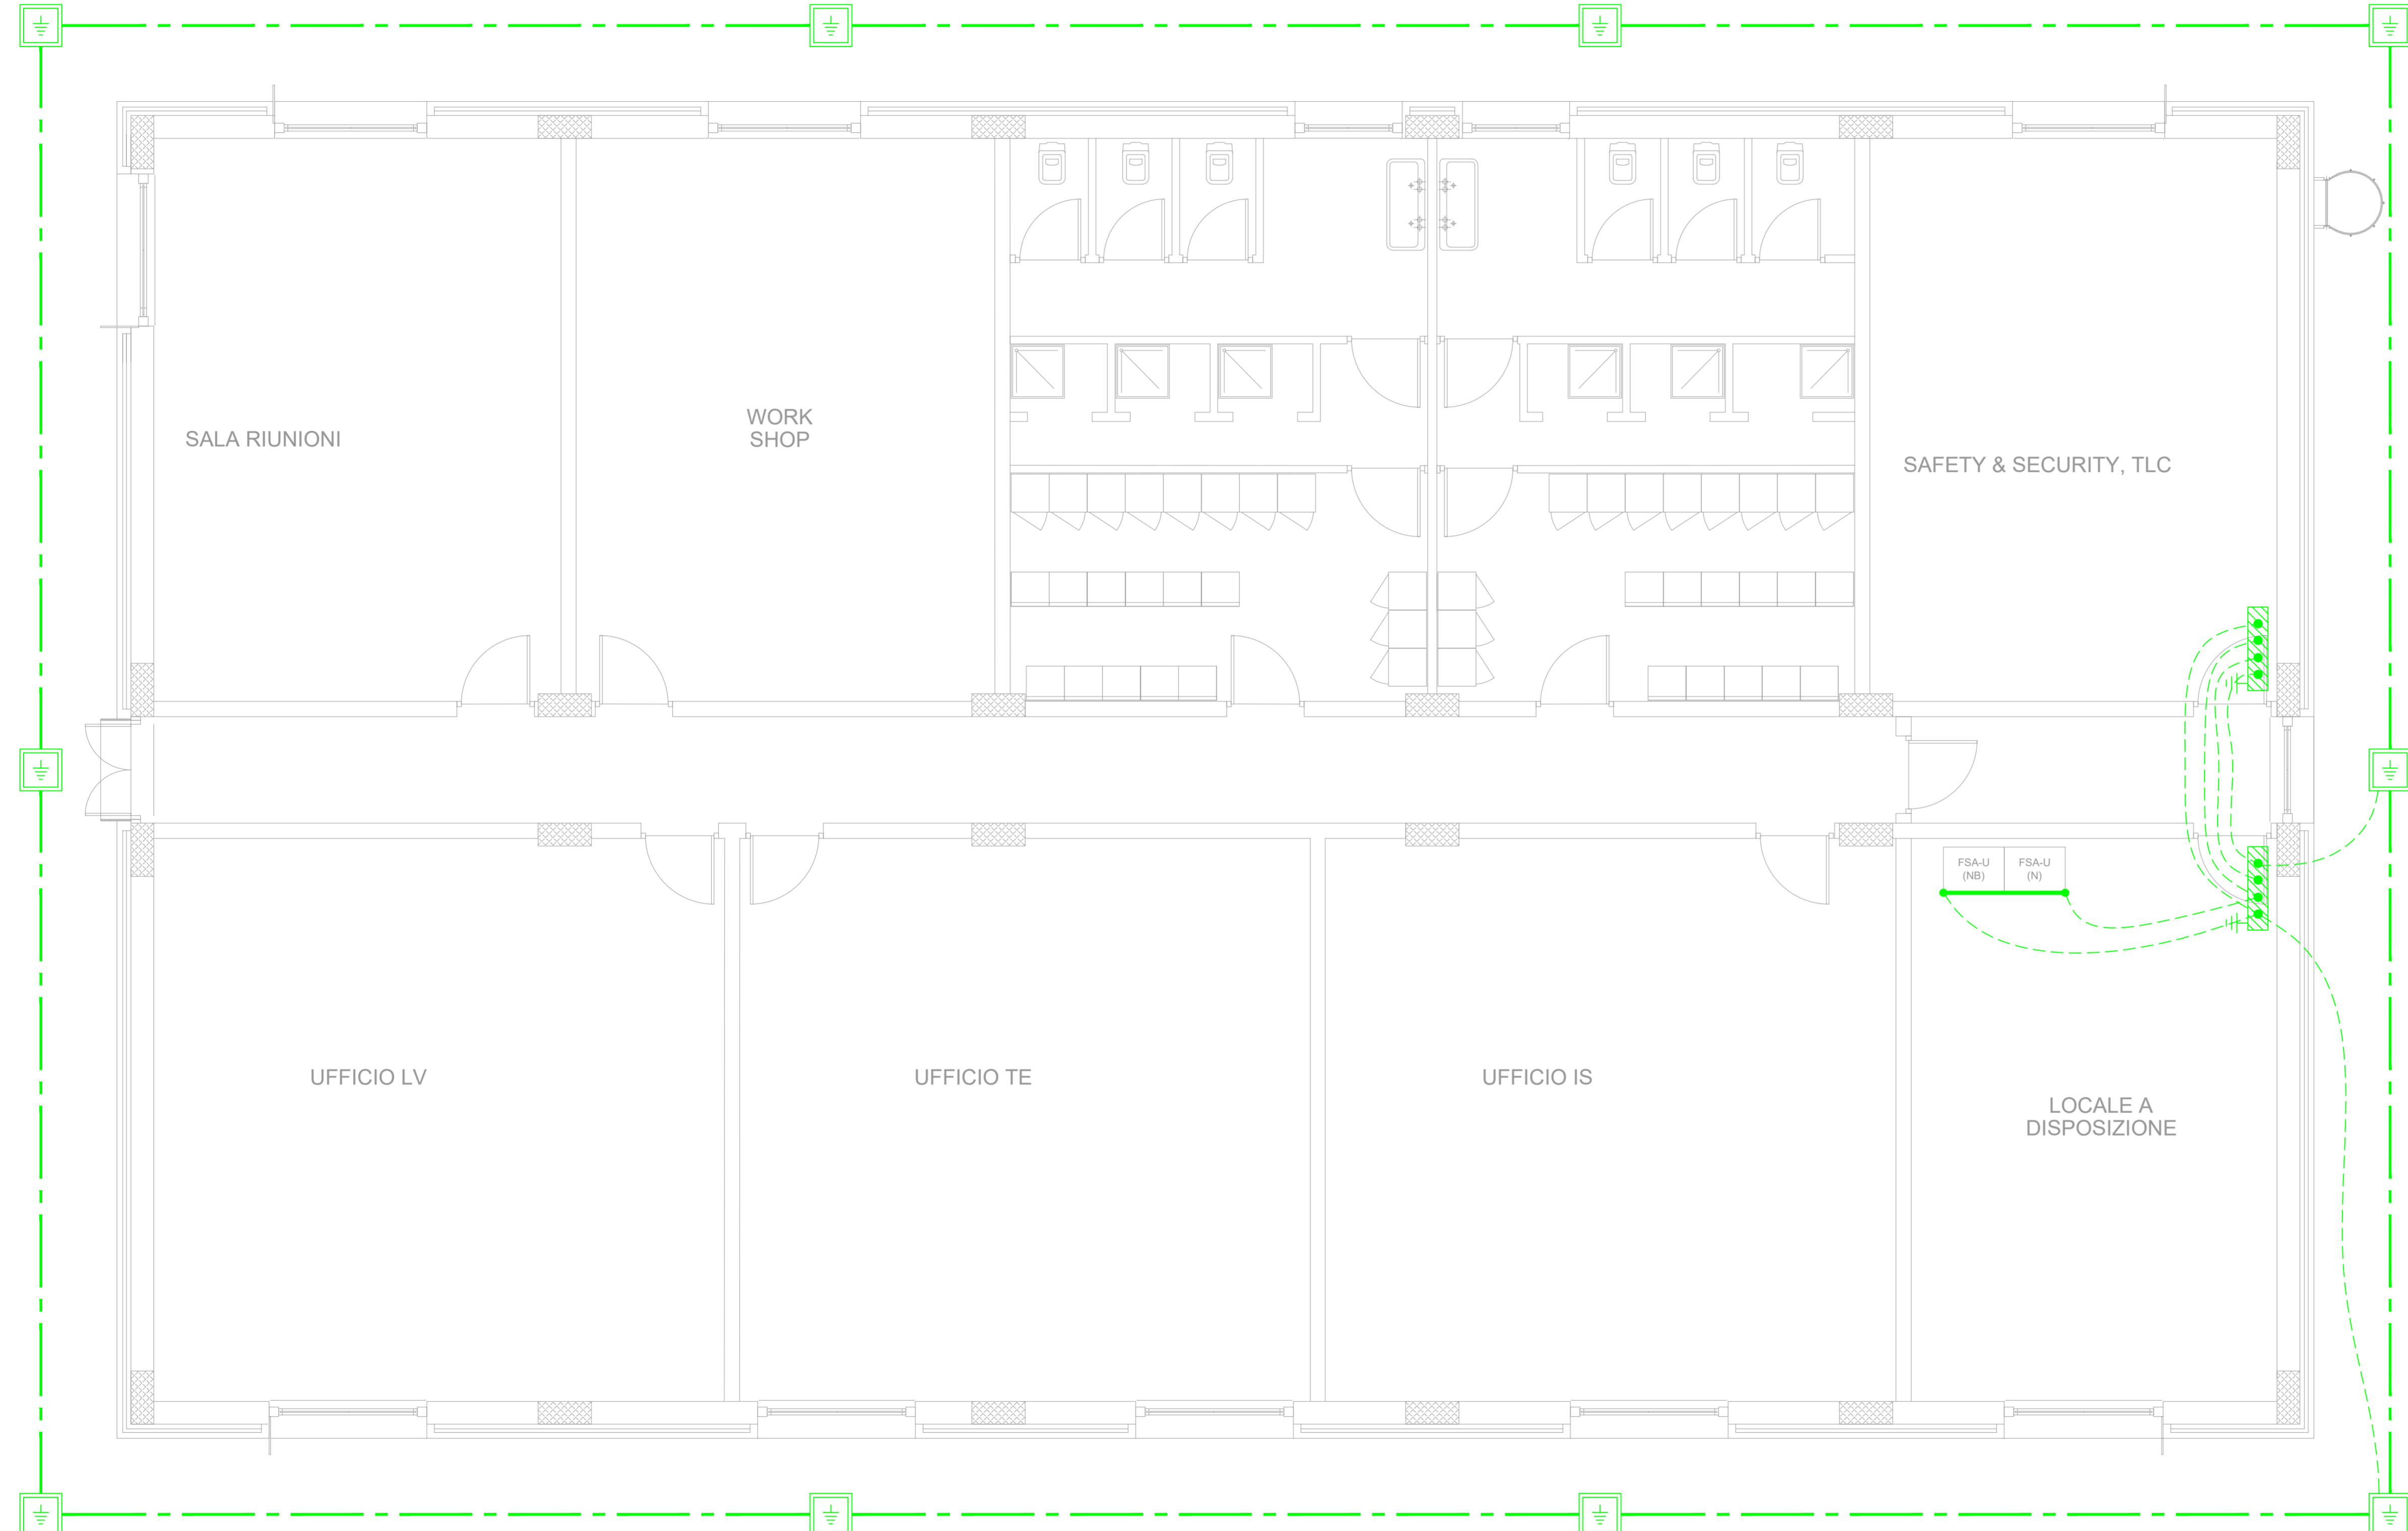 WORK
SHOP
SALA RIUNIONI
SAFETY & SECURITY, TLC
FSA-U
(NB)
FSA-U
(N)
UFFICIO LV
UFFICIO TE
UFFICIO IS
LOCALE A
DISPOSIZIONE